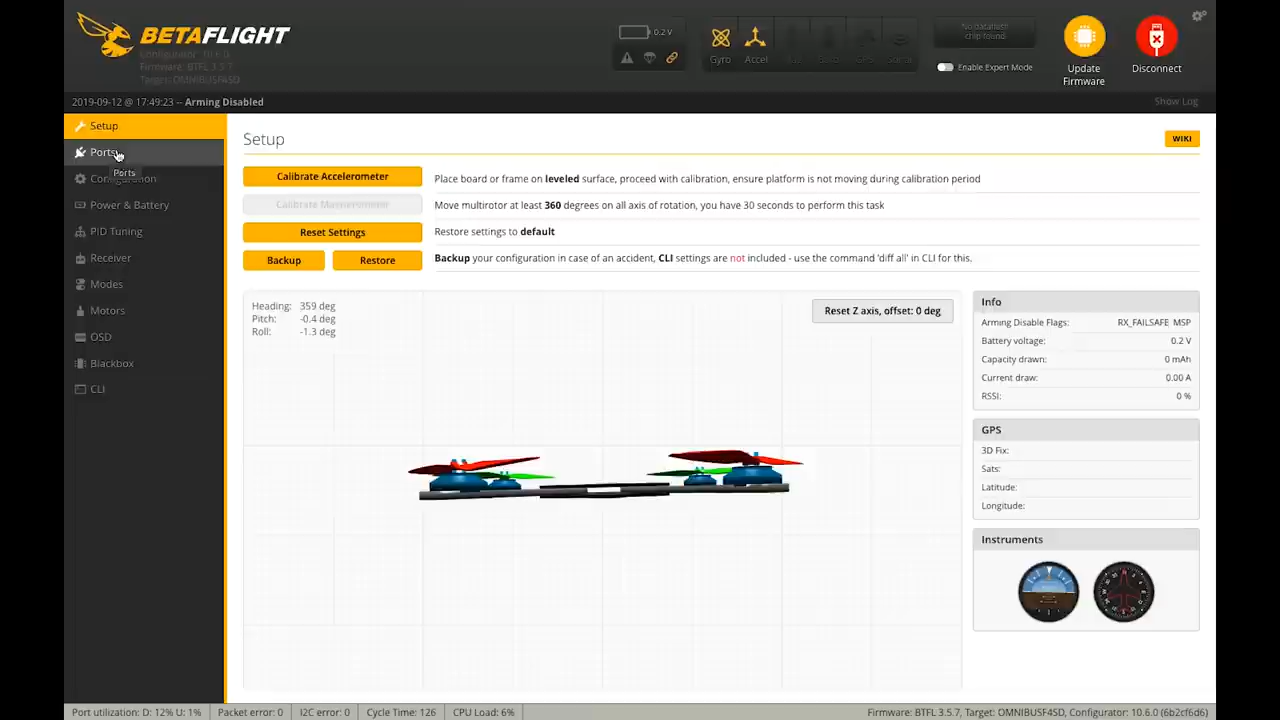 BETAFLIGHT
Configurator: 10.6.0
Firmware: BTFL 3.5.7
Target: OMNIBUSF4SD
0.2 V
Gyro
Accel
GPS
No dataflash
chip found
Enable Expert Mode
Update
Firmware
Disconnect
2019-09-12 @ 17:49:23 -- Arming Disabled
Show Log
Setup
Ports
Ports
Configuration
Power & Battery
PID Tuning
Receiver
Modes
Motors
OSD
Blackbox
CLI
Setup
WIKI
Calibrate Accelerometer
Place board or frame on leveled surface, proceed with calibration, ensure platform is not moving during calibration period
Calibrate Magnetometer
Move multirotor at least 360 degrees on all axis of rotation, you have 30 seconds to perform this task
Reset Settings
Restore settings to default
Backup
Restore
Backup your configuration in case of an accident, CLI settings are not included - use the command 'diff all' in CLI for this.
Heading: 359 deg
Pitch: -0.4 deg
Roll: -1.3 deg
Reset Z axis, offset: 0 deg
Info
Arming Disable Flags: RX_FAILSAFE MSP
Battery voltage: 0.2 V
Capacity drawn: 0 mAh
Current draw: 0.00 A
RSSI: 0 %
GPS
3D Fix:
Sats:
Latitude:
Longitude:
Instruments
Port utilization: D: 12% U: 1%
Packet error: 0
I2C error: 0
Cycle Time: 126
CPU Load: 6%
Firmware: BTFL 3.5.7, Target: OMNIBUSF4SD, Configurator: 10.6.0 (6b2cf6d6)